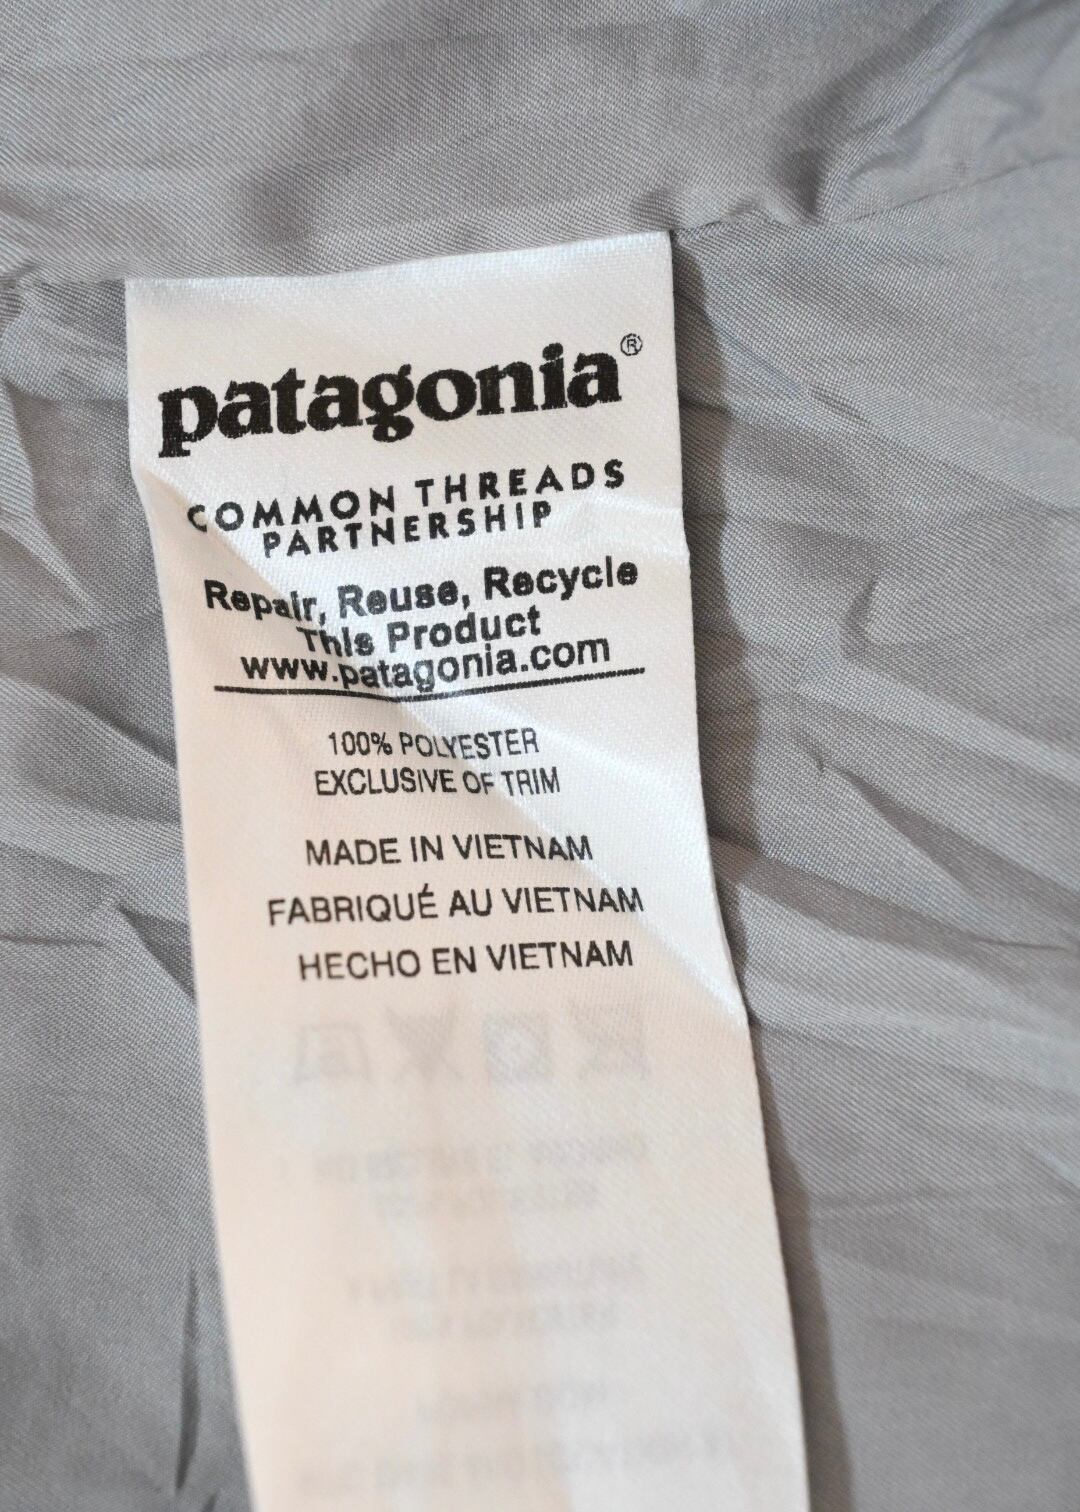 patagonia®
COMMON THREADS
PARTNERSHIP
Repair, Reuse, Recycle
This Product
www.patagonia.com
100% POLYESTER
EXCLUSIVE OF TRIM
MADE IN VIETNAM
FABRIQUÉ AU VIETNAM
HECHO EN VIETNAM